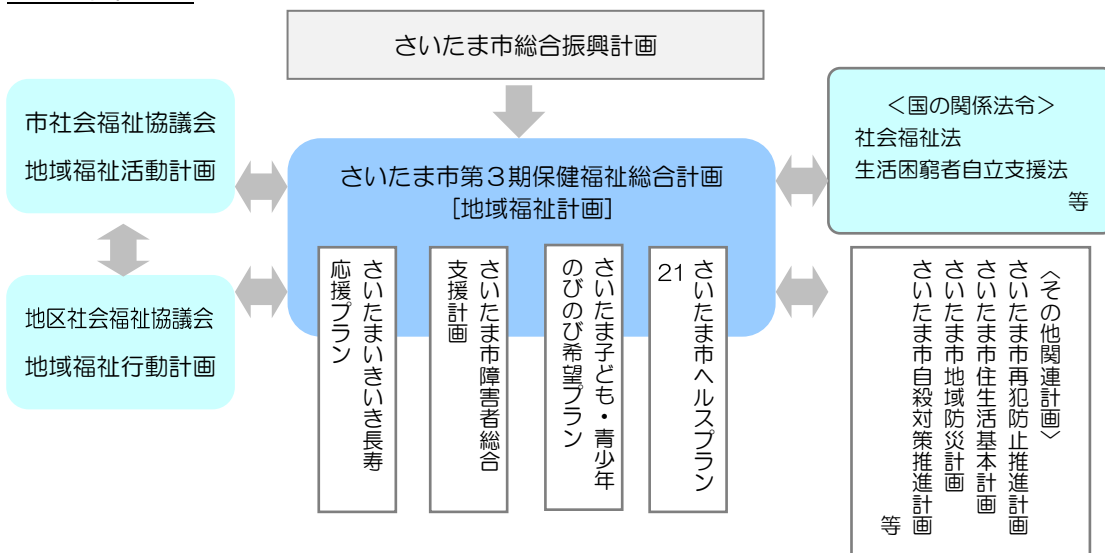 さいたま市総合振興計画
市社会福祉協議会
地域福祉活動計画
さいたま市第3期保健福祉総合計画
[地域福祉計画]
<国の関係法令>
社会福祉法
生活困窮者自立支援法
等
地区社会福祉協議会
地域福祉行動計画
さいたまいきいき長寿
応援プラン
さいたま市障害者総合
支援計画
さいたま子ども・青少年
のびのび希望プラン
さいたま市ヘルスプラン
21
〈その他関連計画〉
さいたま市再犯防止推進計画
さいたま市住生活基本計画
さいたま市地域防災計画
さいたま市自殺対策推進計画
等